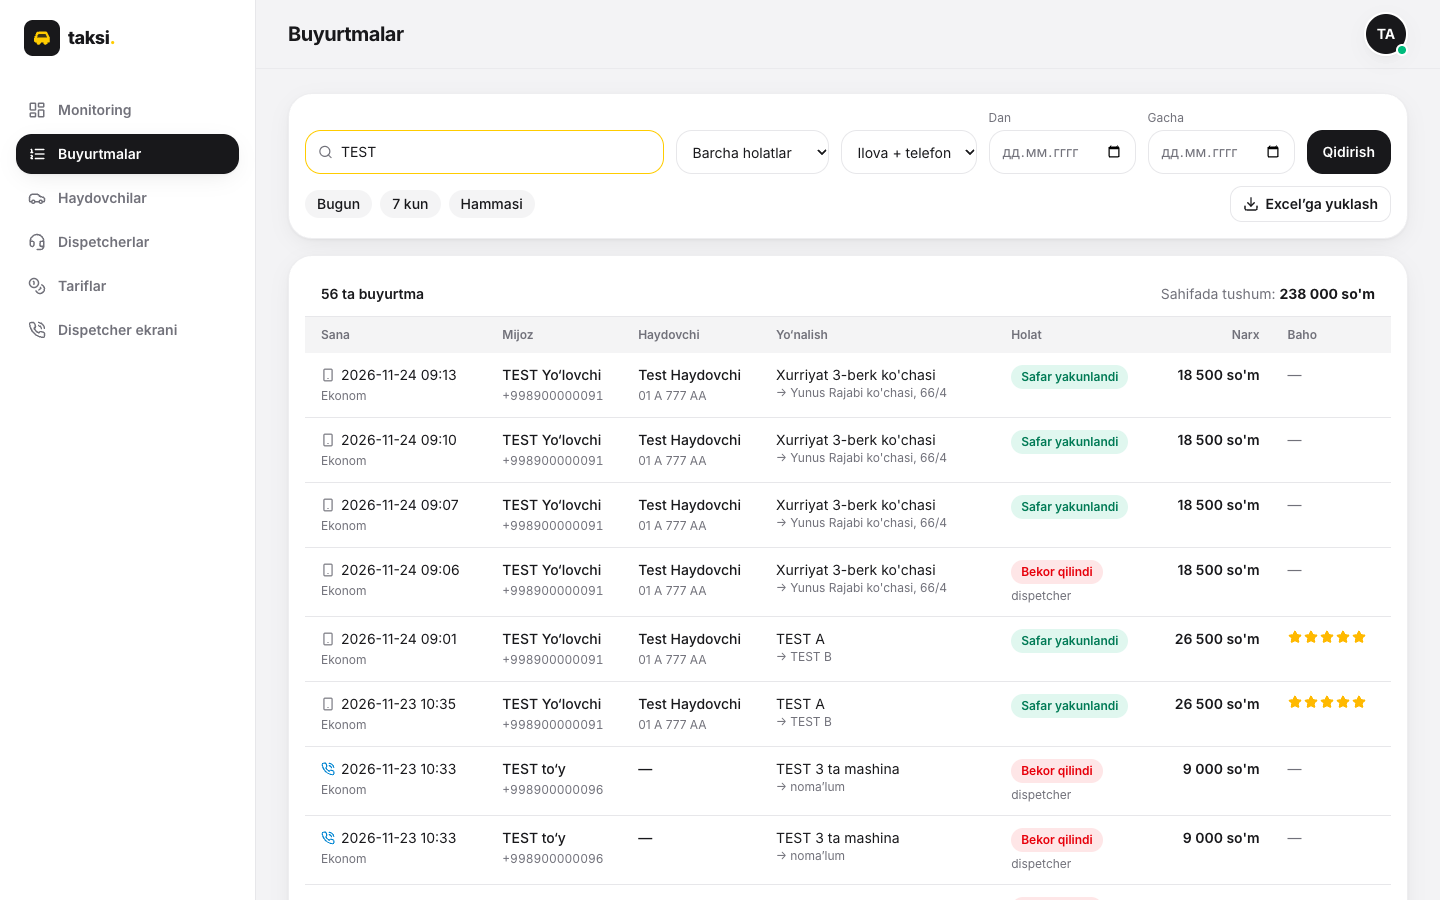 taksi.
Monitoring
Buyurtmalar
Haydovchilar
Dispetcherlar
Tariflar
Dispetcher ekrani
Buyurtmalar
TA
Dan
Gacha
TEST
Barcha holatlar
Ilova + telefon
дд.мм.гггг
дд.мм.гггг
Qidirish
Bugun
7 kun
Hammasi
Excel’ga yuklash
56 ta buyurtma
Sahifada tushum: 238 000 so'm
Sana Mijoz Haydovchi Yo‘nalish Holat Narx Baho
2026-11-24 09:13 TEST Yo‘lovchi Test Haydovchi Xurriyat 3-berk ko'chasi Safar yakunlandi 18 500 so'm —
Ekonom +998900000091 01 A 777 AA → Yunus Rajabi ko'chasi, 66/4
2026-11-24 09:10 TEST Yo‘lovchi Test Haydovchi Xurriyat 3-berk ko'chasi Safar yakunlandi 18 500 so'm —
Ekonom +998900000091 01 A 777 AA → Yunus Rajabi ko'chasi, 66/4
2026-11-24 09:07 TEST Yo‘lovchi Test Haydovchi Xurriyat 3-berk ko'chasi Safar yakunlandi 18 500 so'm —
Ekonom +998900000091 01 A 777 AA → Yunus Rajabi ko'chasi, 66/4
2026-11-24 09:06 TEST Yo‘lovchi Test Haydovchi Xurriyat 3-berk ko'chasi Bekor qilindi 18 500 so'm —
Ekonom +998900000091 01 A 777 AA → Yunus Rajabi ko'chasi, 66/4 dispetcher
2026-11-24 09:01 TEST Yo‘lovchi Test Haydovchi TEST A Safar yakunlandi 26 500 so'm
Ekonom +998900000091 01 A 777 AA → TEST B
2026-11-23 10:35 TEST Yo‘lovchi Test Haydovchi TEST A Safar yakunlandi 26 500 so'm
Ekonom +998900000091 01 A 777 AA → TEST B
2026-11-23 10:33 TEST to‘y — TEST 3 ta mashina Bekor qilindi 9 000 so'm —
Ekonom +998900000096 → noma’lum dispetcher
2026-11-23 10:33 TEST to‘y — TEST 3 ta mashina Bekor qilindi 9 000 so'm —
Ekonom +998900000096 → noma’lum dispetcher